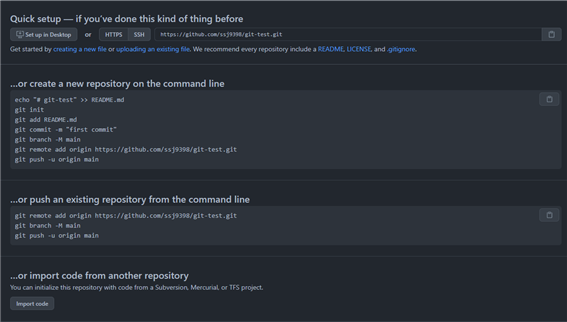 Quick setup — if you've done this kind of thing before
Set up in Desktop or HTTPS SSH https://github.com/ssj9398/git-test.git
Get started by creating a new file or uploading an existing file. We recommend every repository include a README, LICENSE, and .gitignore.
…or create a new repository on the command line
echo "# git-test" >> README.md
git init
git add README.md
git commit -m "first commit"
git branch -M main
git remote add origin https://github.com/ssj9398/git-test.git
git push -u origin main
…or push an existing repository from the command line
git remote add origin https://github.com/ssj9398/git-test.git
git branch -M main
git push -u origin main
…or import code from another repository
You can initialize this repository with code from a Subversion, Mercurial, or TFS project.
Import code